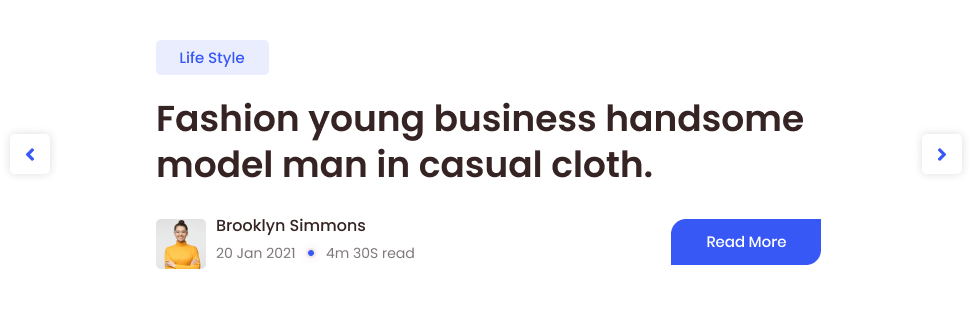 Life Style
Fashion young business handsome
model man in casual cloth.
Brooklyn Simmons
20 Jan 2021 4m 30S read
Read More